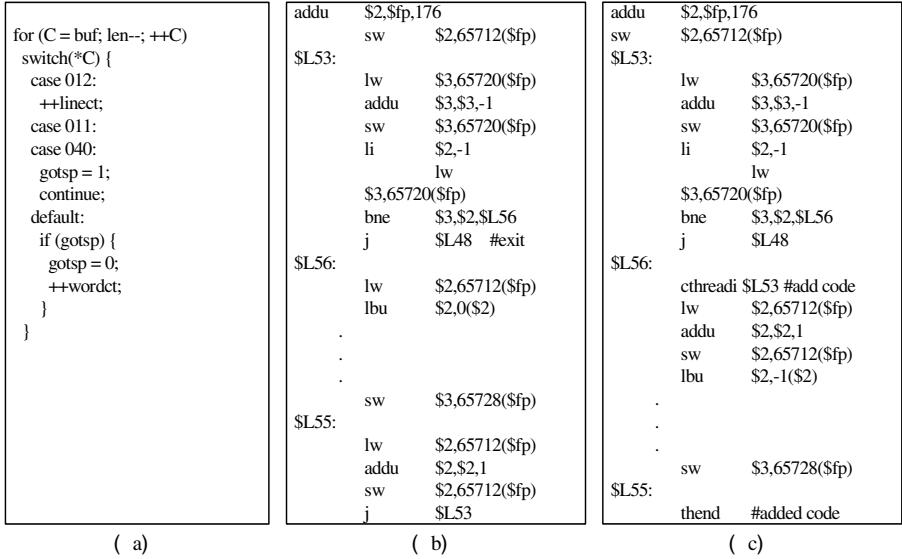 for (C = buf; len--; ++C)
switch(*C) {
case 012:
++linect;
case 011:
case 040:
gotsp = 1;
continue;
default:
if (gotsp) {
gotsp = 0;
++wordct;
}
}
( a)
addu $2,$fp,176
sw $2,65712($fp)
$L53:
lw $3,65720($fp)
addu $3,$3,-1
sw $3,65720($fp)
li $2,-1
lw
$3,65720($fp)
bne $3,$2,$L56
j $L48 #exit
$L56:
lw $2,65712($fp)
lbu $2,0($2)
.
.
.
sw $3,65728($fp)
$L55:
lw $2,65712($fp)
addu $2,$2,1
sw $2,65712($fp)
j $L53
( b)
addu $2,$fp,176
sw $2,65712($fp)
$L53:
lw $3,65720($fp)
addu $3,$3,-1
sw $3,65720($fp)
li $2,-1
lw
$3,65720($fp)
bne $3,$2,$L56
j $L48
$L56:
cthreadi $L53 #add code
lw $2,65712($fp)
addu $2,$2,1
sw $2,65712($fp)
lbu $2,-1($2)
.
.
.
sw $3,65728($fp)
$L55:
thend #added code
( c)